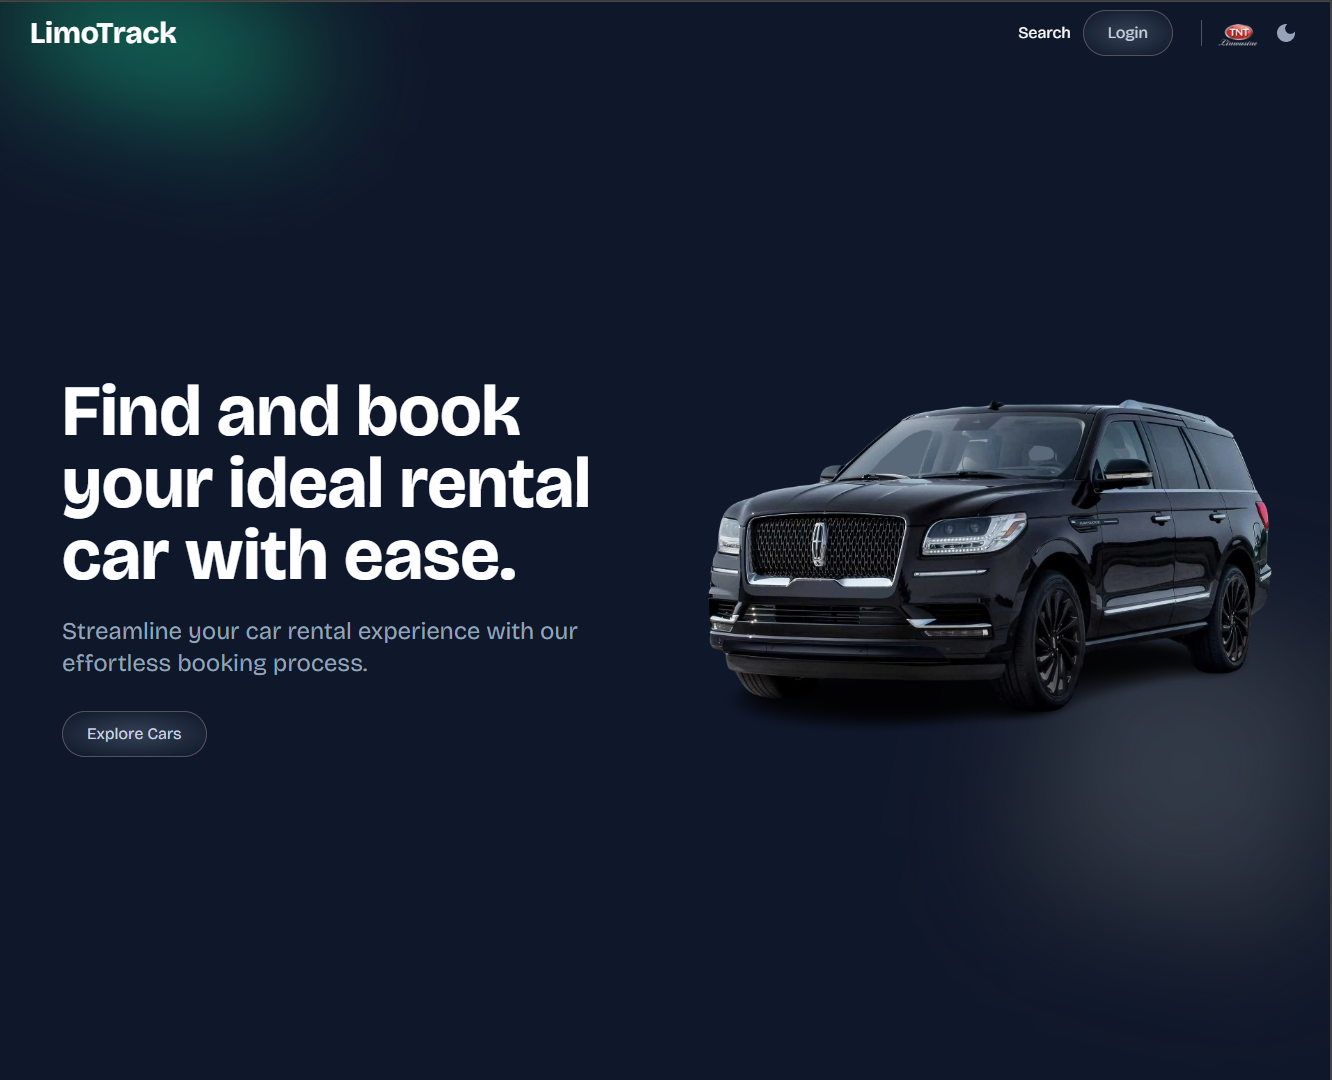 LimoTrack
Search
Login
TNT
Limousine
Find and book
your ideal rental
car with ease.
Streamline your car rental experience with our
effortless booking process.
Explore Cars